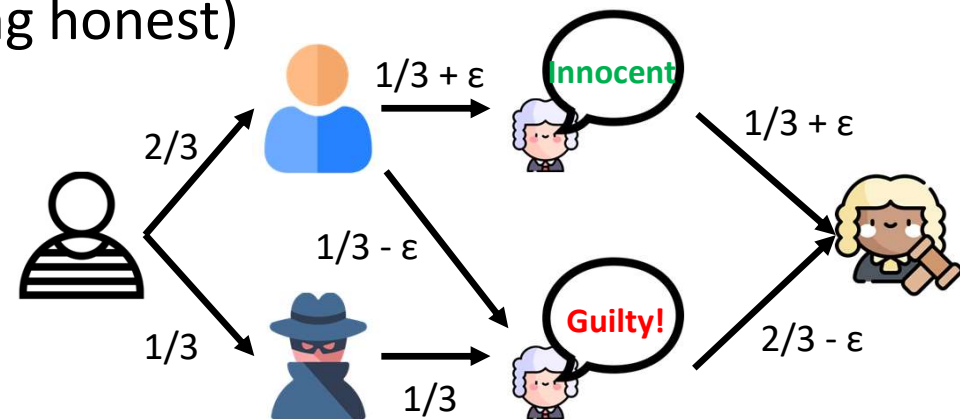 g honest)
1/3 + ε
Innocent
1/3 + ε
2/3
1/3 - ε
Guilty!
2/3 - ε
1/3
1/3